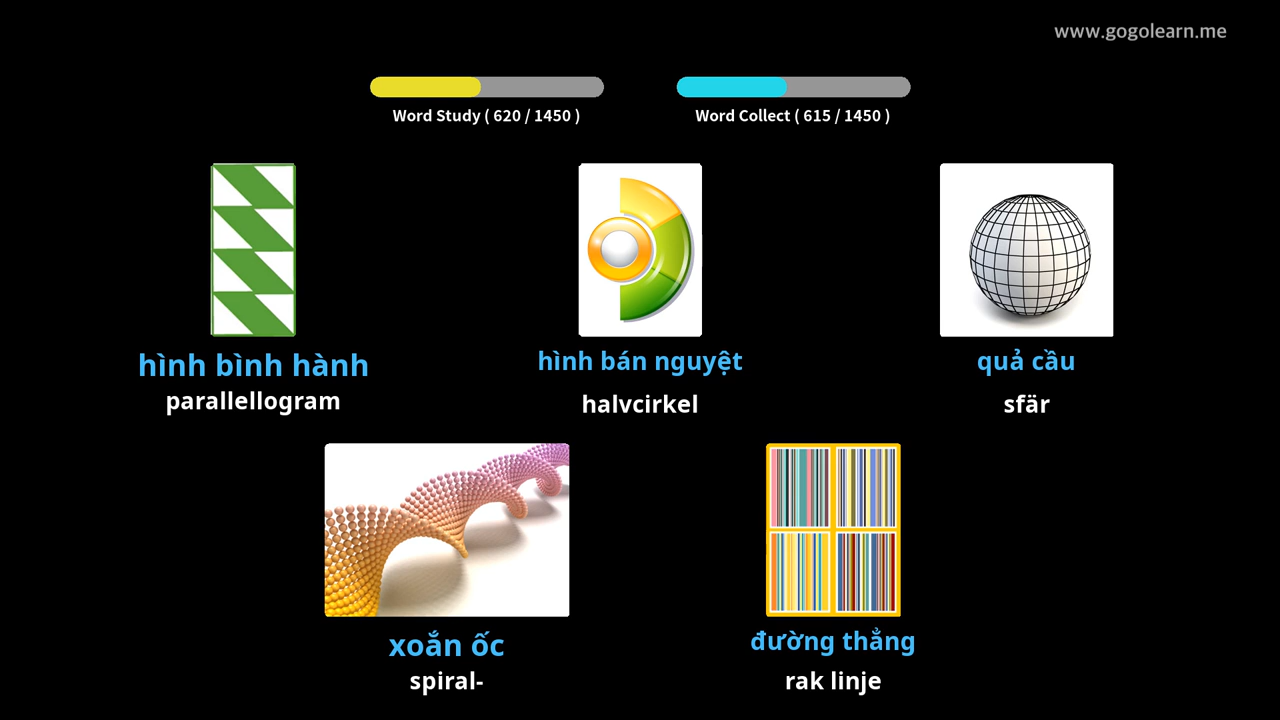 www.gogolearn.me
Word Study ( 620 / 1450 )
Word Collect ( 615 / 1450 )
hình bình hành
parallellogram
hình bán nguyệt
halvcirkel
quả cầu
sfär
xoắn ốc
spiral-
đường thẳng
rak linje